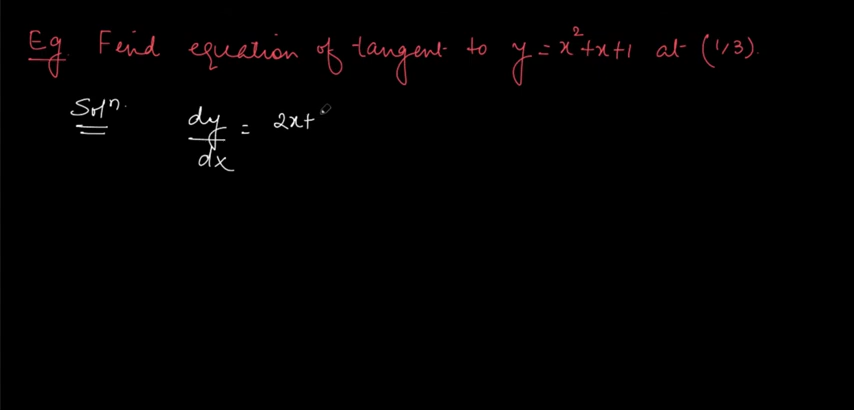 Eg Find equation of tangent to y = x² + x + 1 at (1,3).
Solⁿ. dy/dx = 2x +